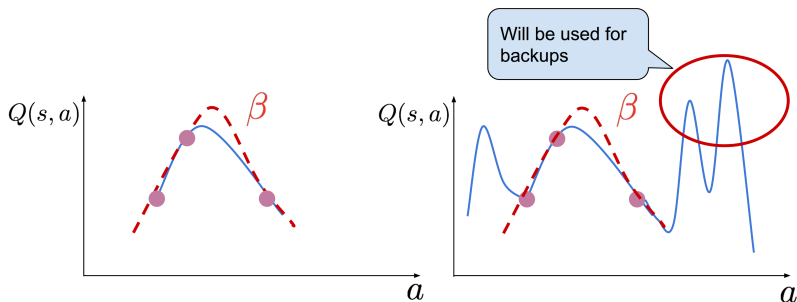 Will be used for
backups
Q(s, a)
β
a
Q(s, a)
β
a